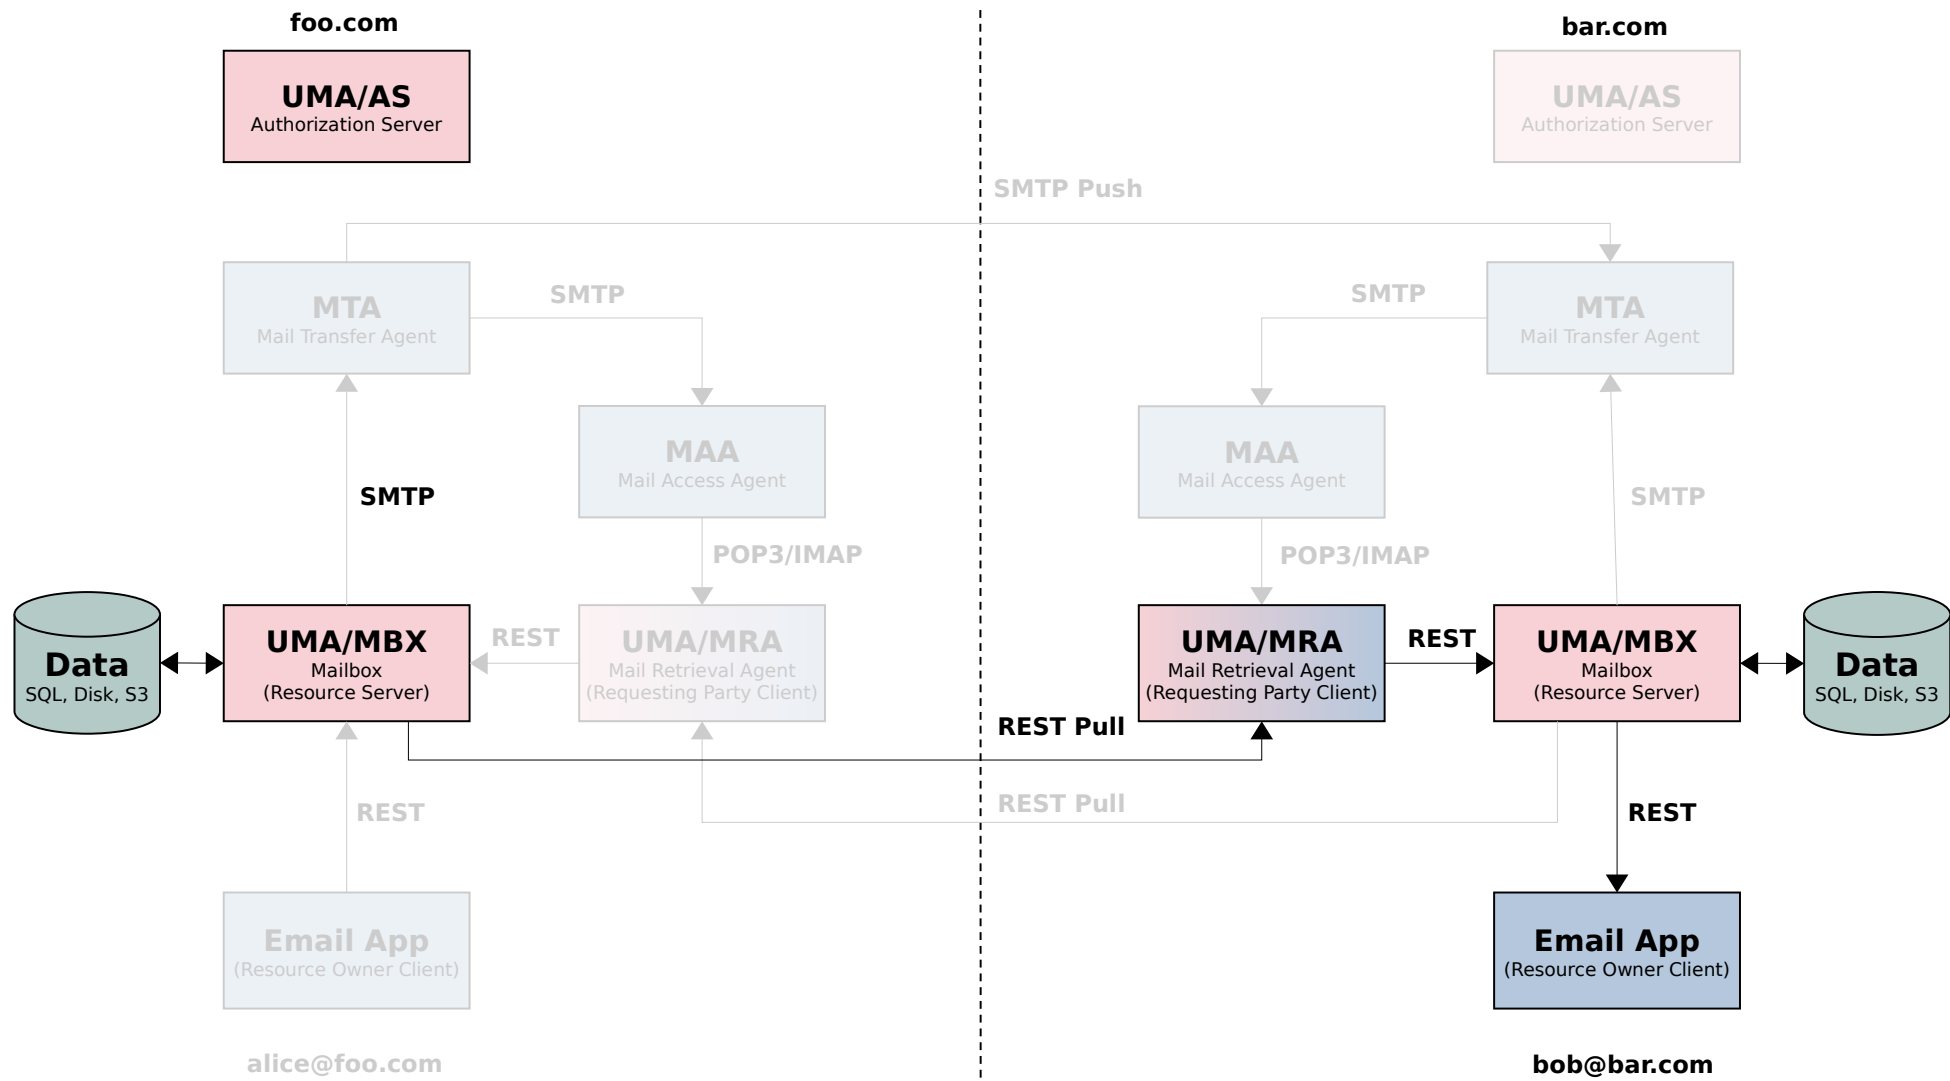 foo.com
bar.com
UMA/AS
Authorization Server
UMA/AS
Authorization Server
SMTP Push
MTA
Mail Transfer Agent
SMTP
SMTP
MTA
Mail Transfer Agent
MAA
Mail Access Agent
MAA
Mail Access Agent
SMTP
SMTP
POP3/IMAP
POP3/IMAP
Data
SQL, Disk, S3
UMA/MBX
Mailbox
(Resource Server)
REST
UMA/MRA
Mail Retrieval Agent
(Requesting Party Client)
UMA/MRA
Mail Retrieval Agent
(Requesting Party Client)
REST
UMA/MBX
Mailbox
(Resource Server)
Data
SQL, Disk, S3
REST Pull
REST Pull
REST
REST
Email App
(Resource Owner Client)
Email App
(Resource Owner Client)
alice@foo.com
bob@bar.com